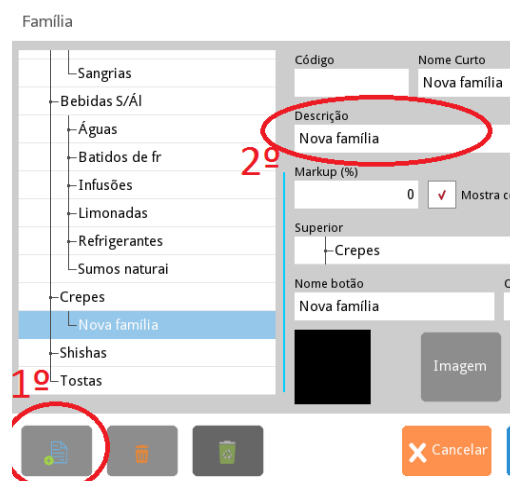 Família
Sangrias
Bebidas S/Ál
Águas
Batidos de fr
Infusões
Limonadas
Refrigerantes
Sumos naturai
Crepes
Nova família
Shishas
Tostas
1º
Código
Nome Curto
Nova família
Descrição
Nova família
2º
Markup (%)
0
Mostra c
Superior
Crepes
Nome botão
Nova família
Imagem
Cancelar